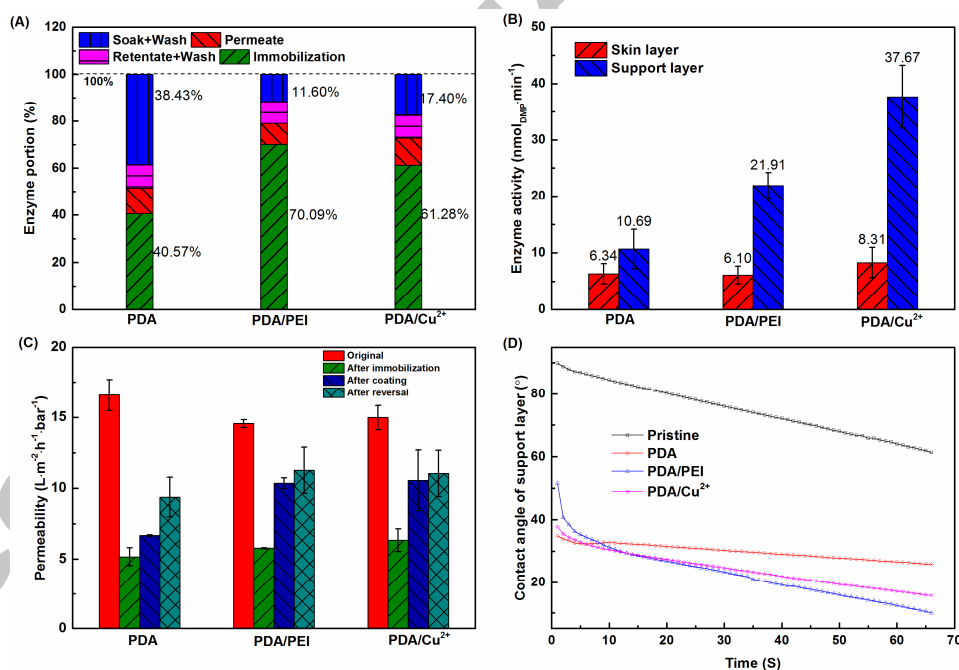 (A)
120
100
80
60
40
20
0
Enzyme portion (%)
Soak+Wash Permeate
Retentate+Wash Immobilization
100%
38.43%
11.60%
17.40%
40.57%
70.09%
61.28%
PDA PDA/PEI PDA/Cu²⁺
(B)
50
40
30
20
10
0
Enzyme activity (nmol_DMP·min⁻¹)
Skin layer
Support layer
6.34
10.69
6.10
21.91
8.31
37.67
PDA PDA/PEI PDA/Cu²⁺
(C)
20
15
10
5
0
Permeability (L·m⁻²·h⁻¹·bar⁻¹)
Original
After immobilization
After coating
After reversal
PDA PDA/PEI PDA/Cu²⁺
(D)
80
60
40
20
Contact angle of support layer (°)
Pristine
PDA
PDA/PEI
PDA/Cu²⁺
0 10 20 30 40 50 60 70
Time (S)